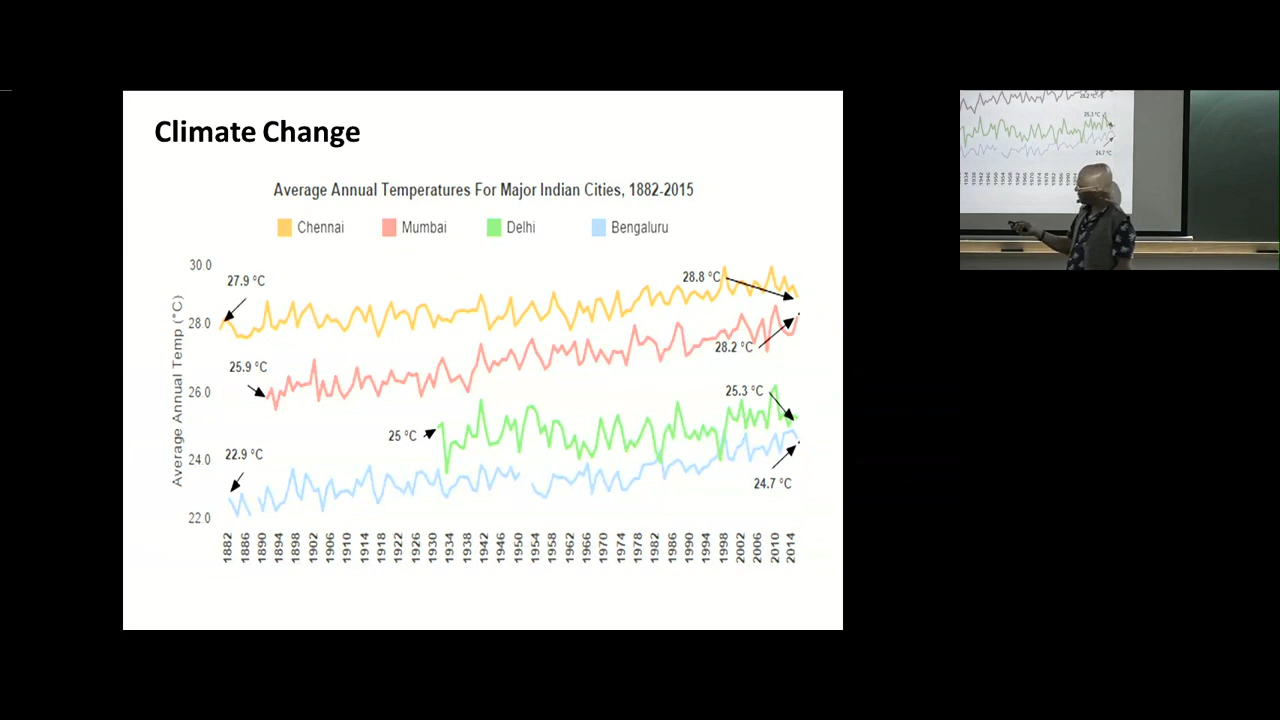 Climate Change
Average Annual Temperatures For Major Indian Cities, 1882-2015
Chennai Mumbai Delhi Bengaluru
Average Annual Temp (°C)
30.0
28.0
26.0
24.0
22.0
27.9 °C
28.8 °C
25.9 °C
28.2 °C
25 °C
25.3 °C
22.9 °C
24.7 °C
1882 1886 1890 1894 1898 1902 1906 1910 1914 1918 1922 1926 1930 1934 1938 1942 1946 1950 1954 1958 1962 1966 1970 1974 1978 1982 1986 1990 1994 1998 2002 2006 2010 2014